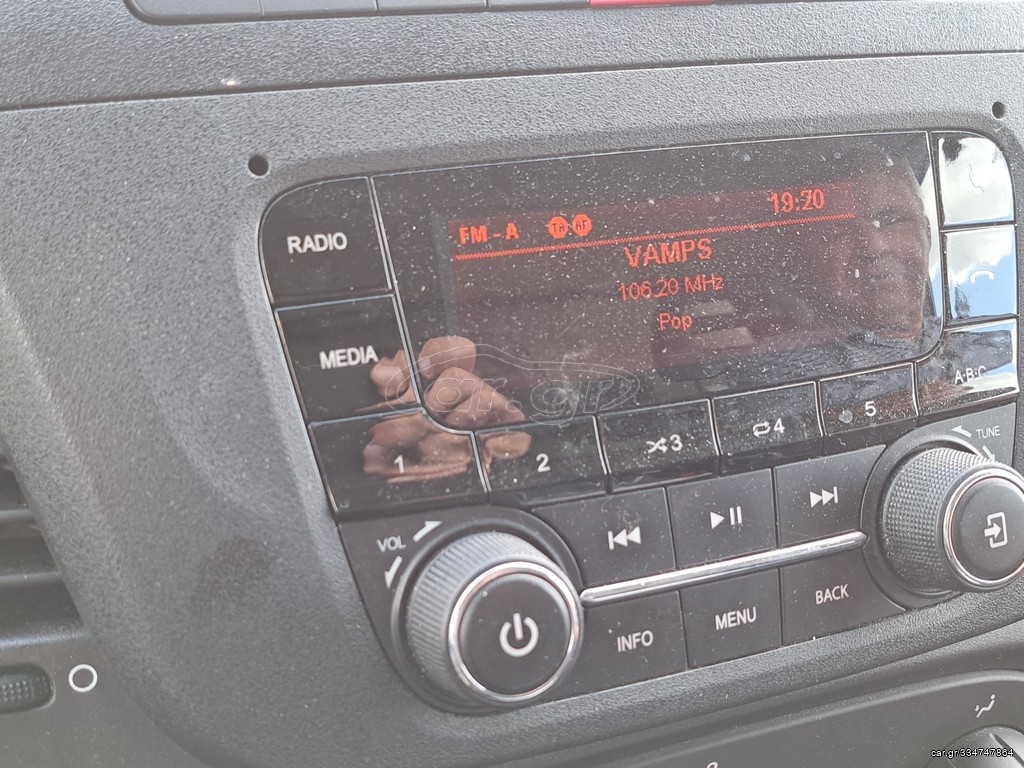 FM - A TA AF 19:20
VAMPS
106.20 MHz
Pop
RADIO
MEDIA
A·B·C
1 2 3 4 5
TUNE
VOL
INFO MENU BACK
car.gr
car.gr/334747864